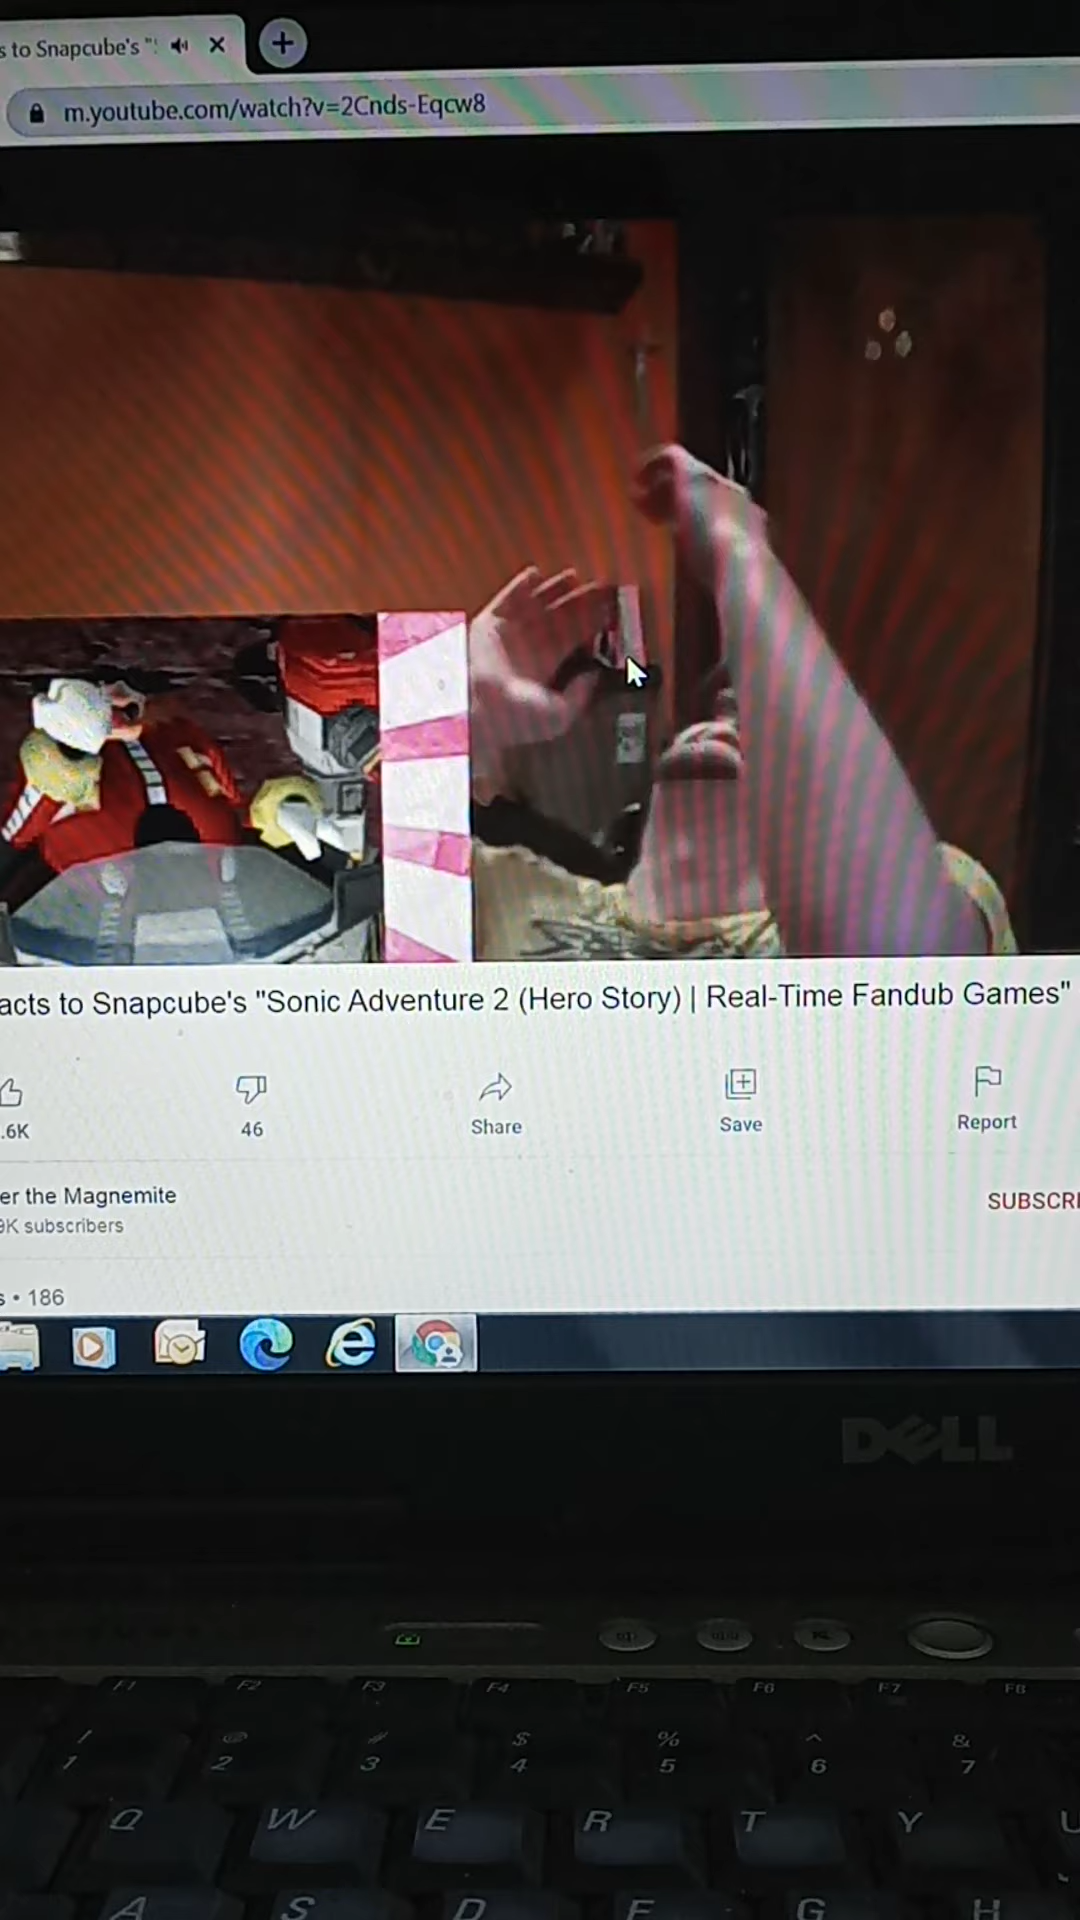 s to Snapcube's "
m.youtube.com/watch?v=2Cnds-Eqcw8
acts to Snapcube's "Sonic Adventure 2 (Hero Story) | Real-Time Fandub Games"
.6K
46
Share
Save
Report
er the Magnemite
9K subscribers
SUBSCRI
s • 186
DELL
F1 F2 F3 F4 F5 F6 F7 F8
! @ # $ % ^ &
1 2 3 4 5 6 7
Q W E R T Y U
A S D F G H